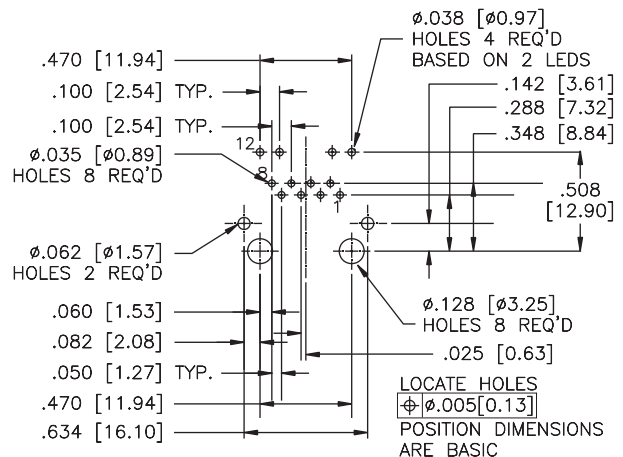 ø.038 [ø0.97]
HOLES 4 REQ'D
BASED ON 2 LEDS
.470 [11.94]
.142 [3.61]
.100 [2.54] TYP.
.288 [7.32]
.100 [2.54] TYP.
.348 [8.84]
12
ø.035 [ø0.89]
HOLES 8 REQ'D
8
.508
[12.90]
1
ø.062 [ø1.57]
HOLES 2 REQ'D
ø.128 [ø3.25]
HOLES 8 REQ'D
.060 [1.53]
.082 [2.08]
.025 [0.63]
.050 [1.27] TYP.
LOCATE HOLES
⌖ ø.005[0.13]
.470 [11.94]
POSITION DIMENSIONS
ARE BASIC
.634 [16.10]